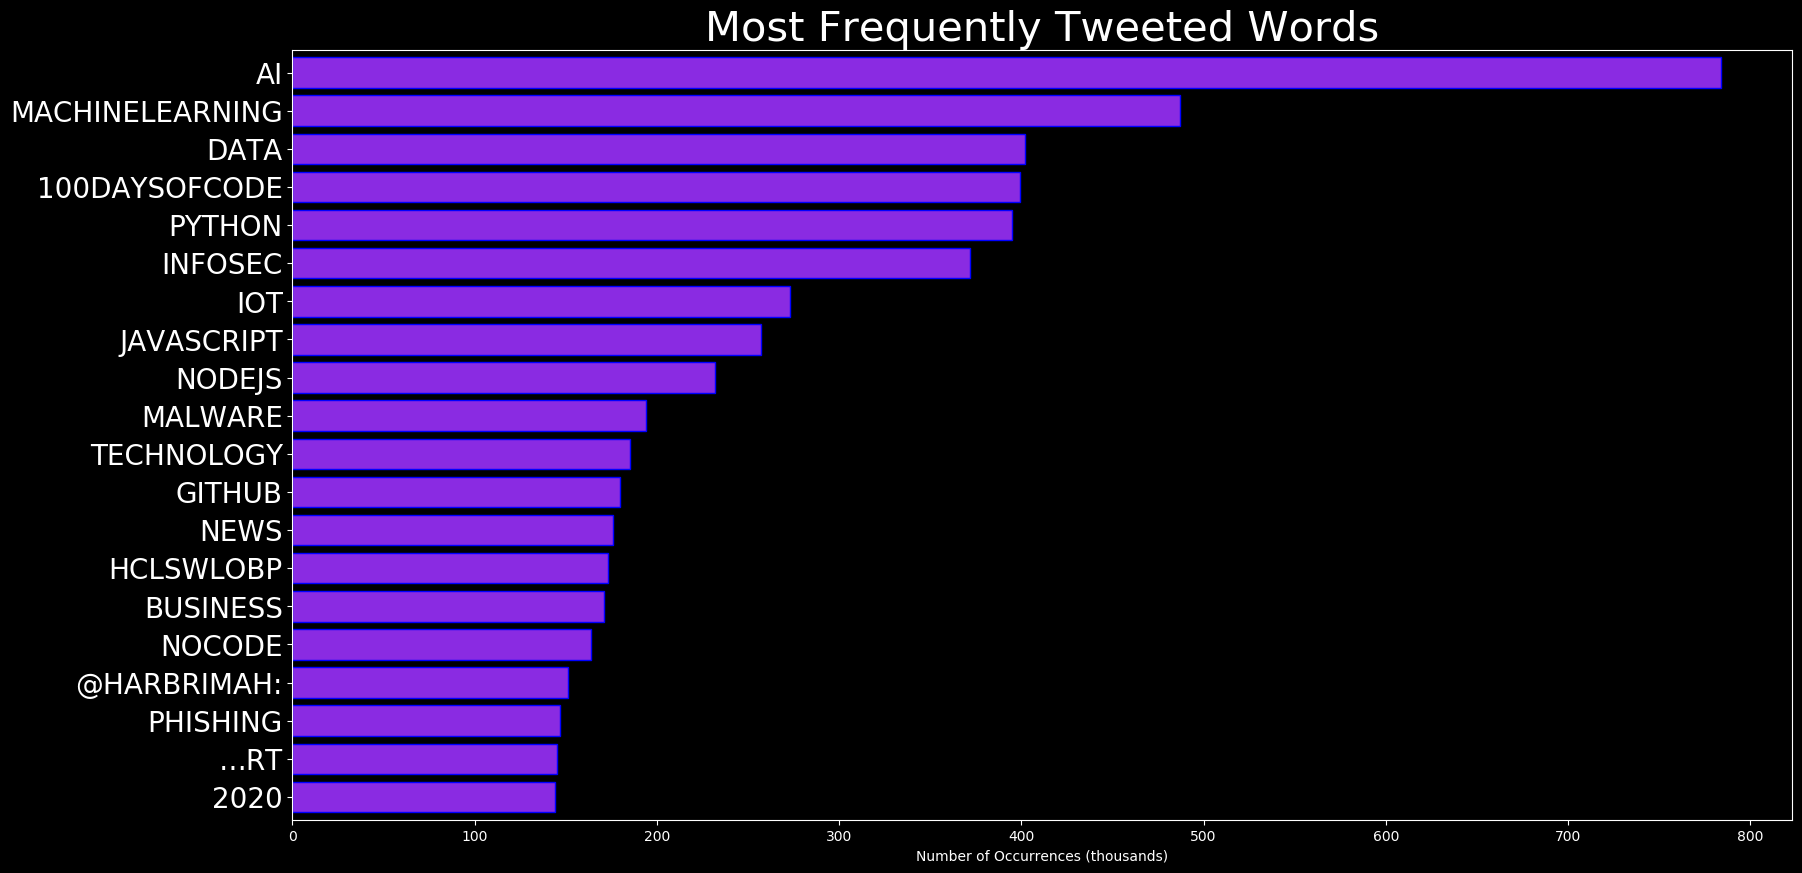 Most Frequently Tweeted Words
AI
MACHINELEARNING
DATA
100DAYSOFCODE
PYTHON
INFOSEC
IOT
JAVASCRIPT
NODEJS
MALWARE
TECHNOLOGY
GITHUB
NEWS
HCLSWLOBP
BUSINESS
NOCODE
@HARBRIMAH:
PHISHING
…RT
2020
0 100 200 300 400 500 600 700 800
Number of Occurrences (thousands)